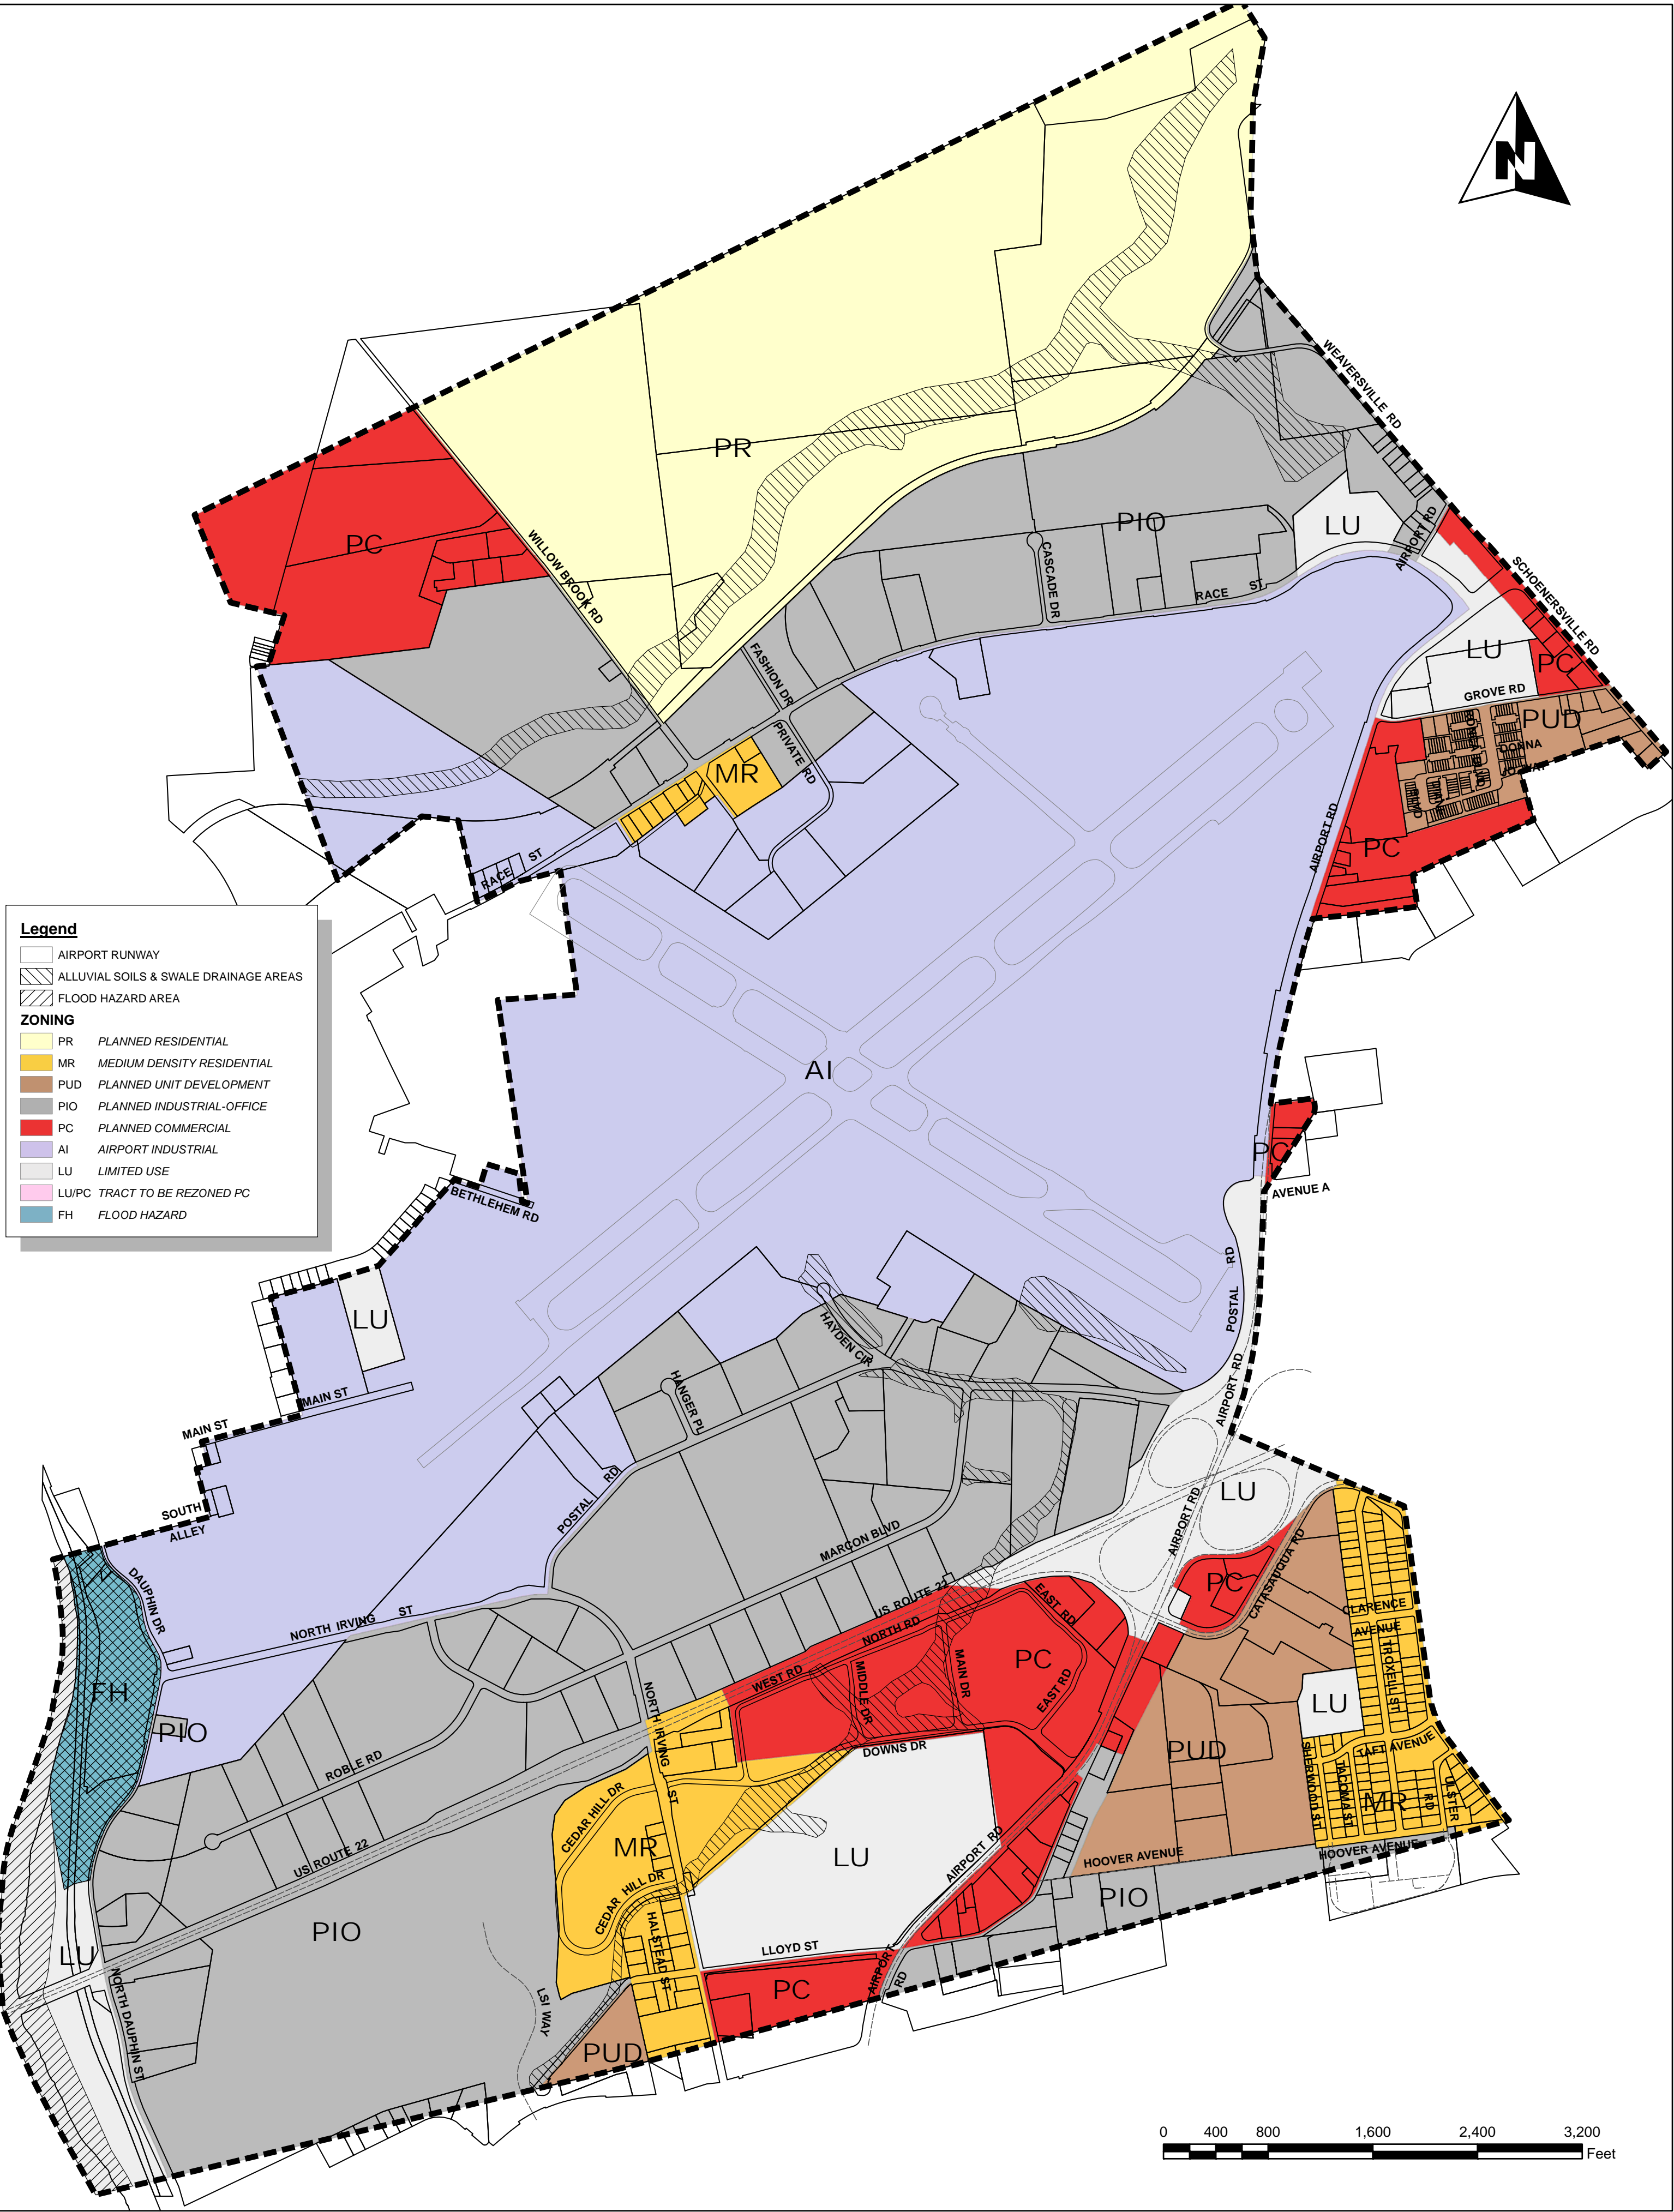 N
WEAVERSVILLE RD
PR
PC
PIO
LU
WILLOW BROOK RD
AIRPORT RD
CASCADE DR
RACE ST
SCHOENERSVILLE RD
FASHION DR
LU
PC
GROVE RD
PRIVATE RD
PUD
DONNA
MR
AIRPORT RD
PC
RACE ST
Legend
AIRPORT RUNWAY
ALLUVIAL SOILS & SWALE DRAINAGE AREAS
FLOOD HAZARD AREA
ZONING
PR PLANNED RESIDENTIAL
MR MEDIUM DENSITY RESIDENTIAL
PUD PLANNED UNIT DEVELOPMENT
PIO PLANNED INDUSTRIAL-OFFICE
PC PLANNED COMMERCIAL
AI AIRPORT INDUSTRIAL
LU LIMITED USE
LU/PC TRACT TO BE REZONED PC
FH FLOOD HAZARD
AI
PC
AVENUE A
BETHLEHEM RD
POSTAL RD
LU
HAYDEN CIR
HANGER PL
AIRPORT RD
MAIN ST
MAIN ST
SOUTH
ALLEY
POSTAL RD
LU
AIRPORT RD
MARCON BLVD
DAUPHIN DR
NORTH IRVING ST
US ROUTE 22
NORTH RD
EAST RD
PC
CATASAUQUA RD
CLARENCE
AVENUE
TROXELL ST
FH
PIO
WEST RD
MIDDLE DR
MAIN DR
PC
EAST RD
NORTH IRVING ST
LU
DOWNS DR
PUD
TAFT AVENUE
SHERWOOD ST
TACOMA ST
MR
RD
ULSTER
ROBLE RD
US ROUTE 22
CEDAR HILL DR
MR
LU
AIRPORT RD
HOOVER AVENUE
HOOVER AVENUE
CEDAR HILL DR
PIO
PIO
HALSTEAD ST
LLOYD ST
LU
PC
AIRPORT RD
NORTH DAUPHIN ST
LSI WAY
PUD
0 400 800 1,600 2,400 3,200
Feet